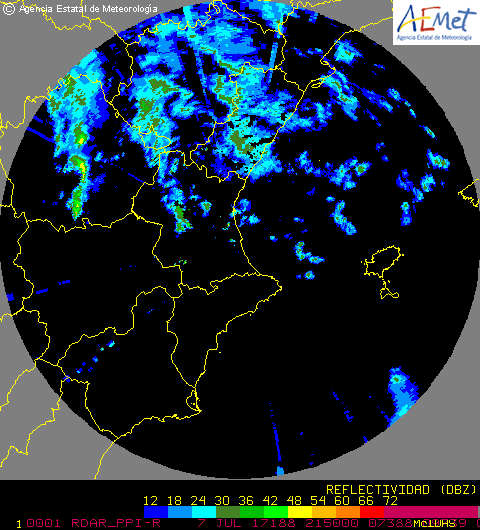 © Agencia Estatal de Meteorología
AEMet
Agencia Estatal de Meteorología
REFLECTIVIDAD (DBZ)
12 18 24 30 36 42 48 54 60 66 72
1 0001 RDAR_PPI-R 7 JUL 17188 215000